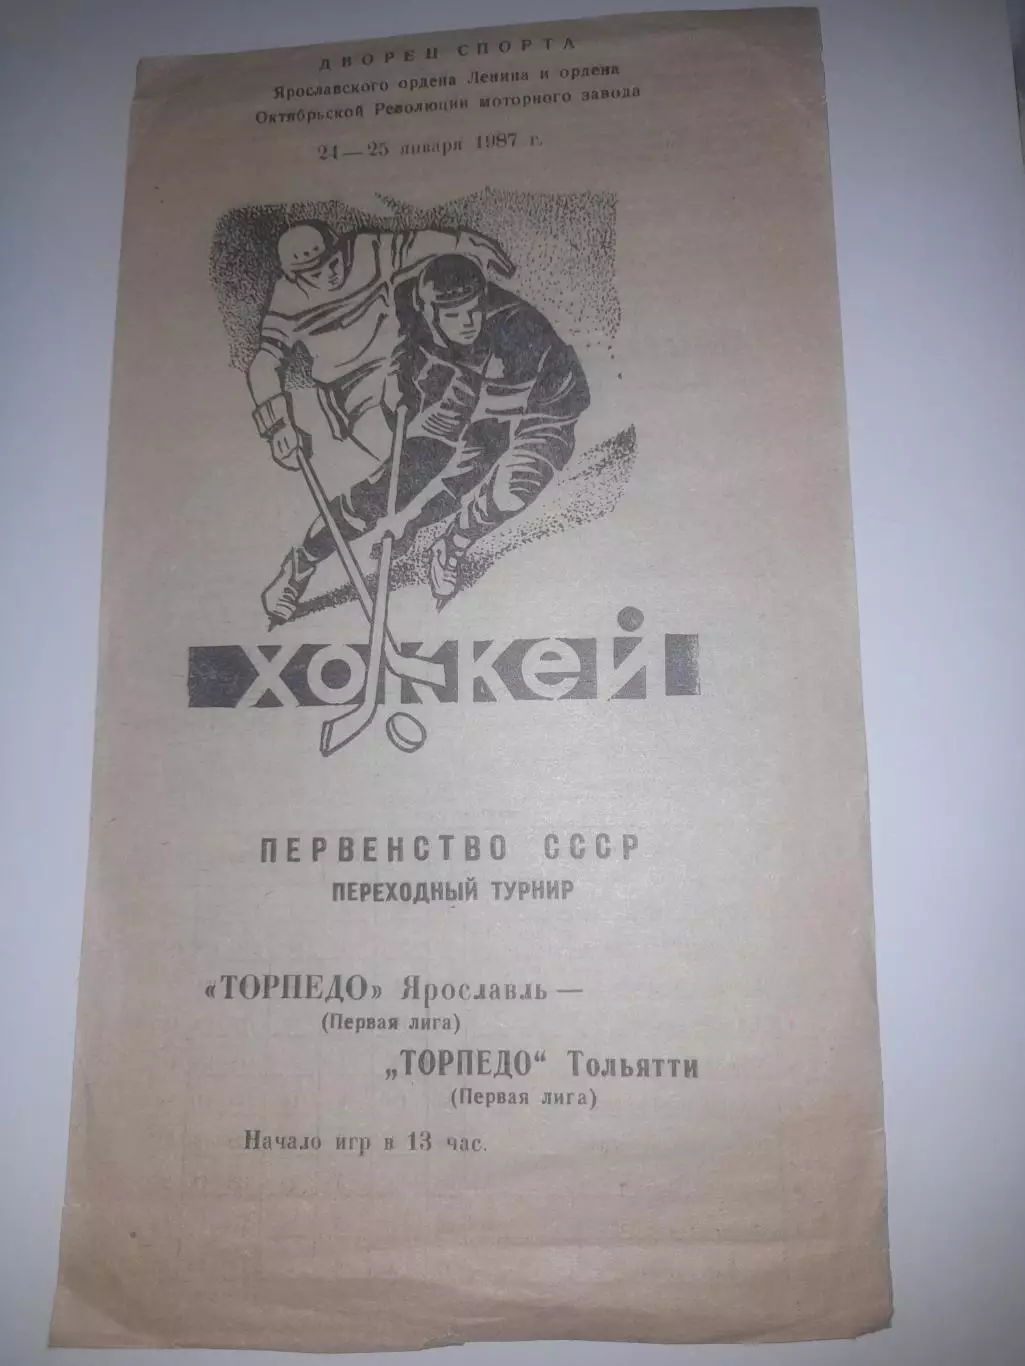 ДВОРЕЦ СПОРТА
Ярославского ордена Ленина и ордена
Октябрьской Революции моторного завода
24—25 января 1987 г.
хоккей
ПЕРВЕНСТВО СССР
ПЕРЕХОДНЫЙ ТУРНИР
«ТОРПЕДО» Ярославль —
(Первая лига)
„ТОРПЕДО“ Тольятти
(Первая лига)
Начало игр в 13 час.